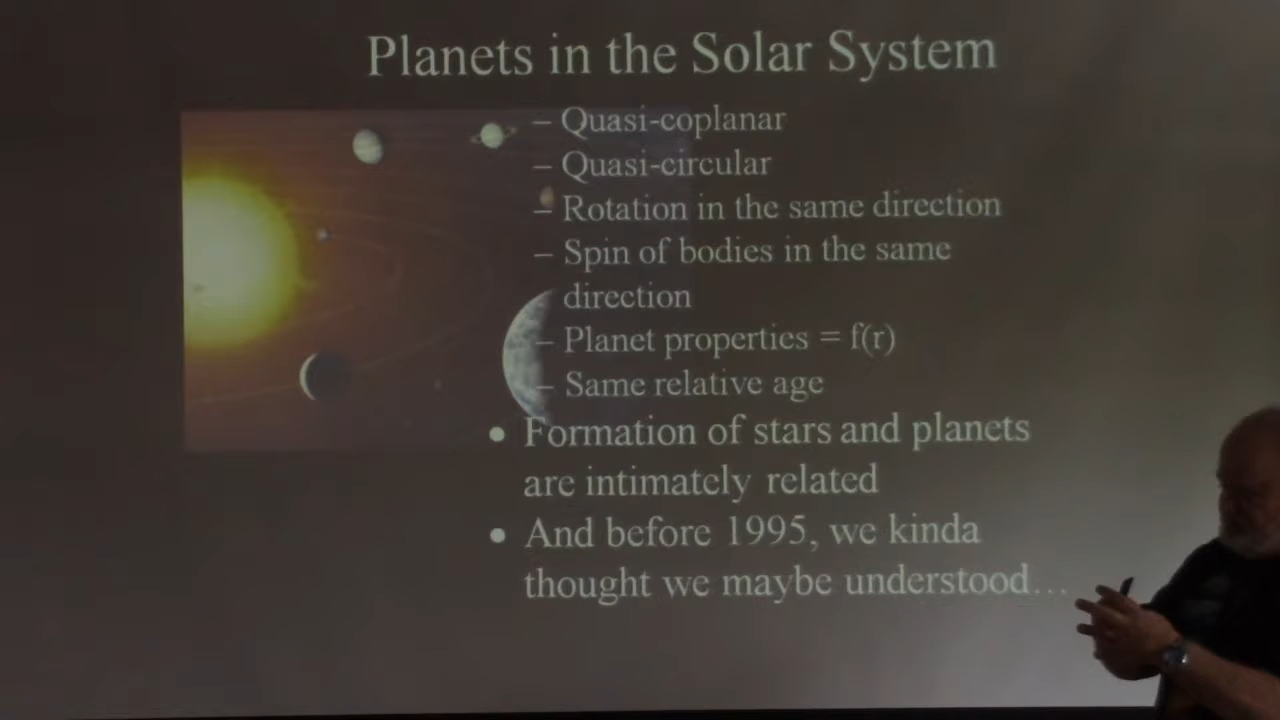 Planets in the Solar System
– Quasi-coplanar
– Quasi-circular
– Rotation in the same direction
– Spin of bodies in the same
direction
– Planet properties = f(r)
– Same relative age
• Formation of stars and planets
are intimately related
• And before 1995, we kinda
thought we maybe understood…